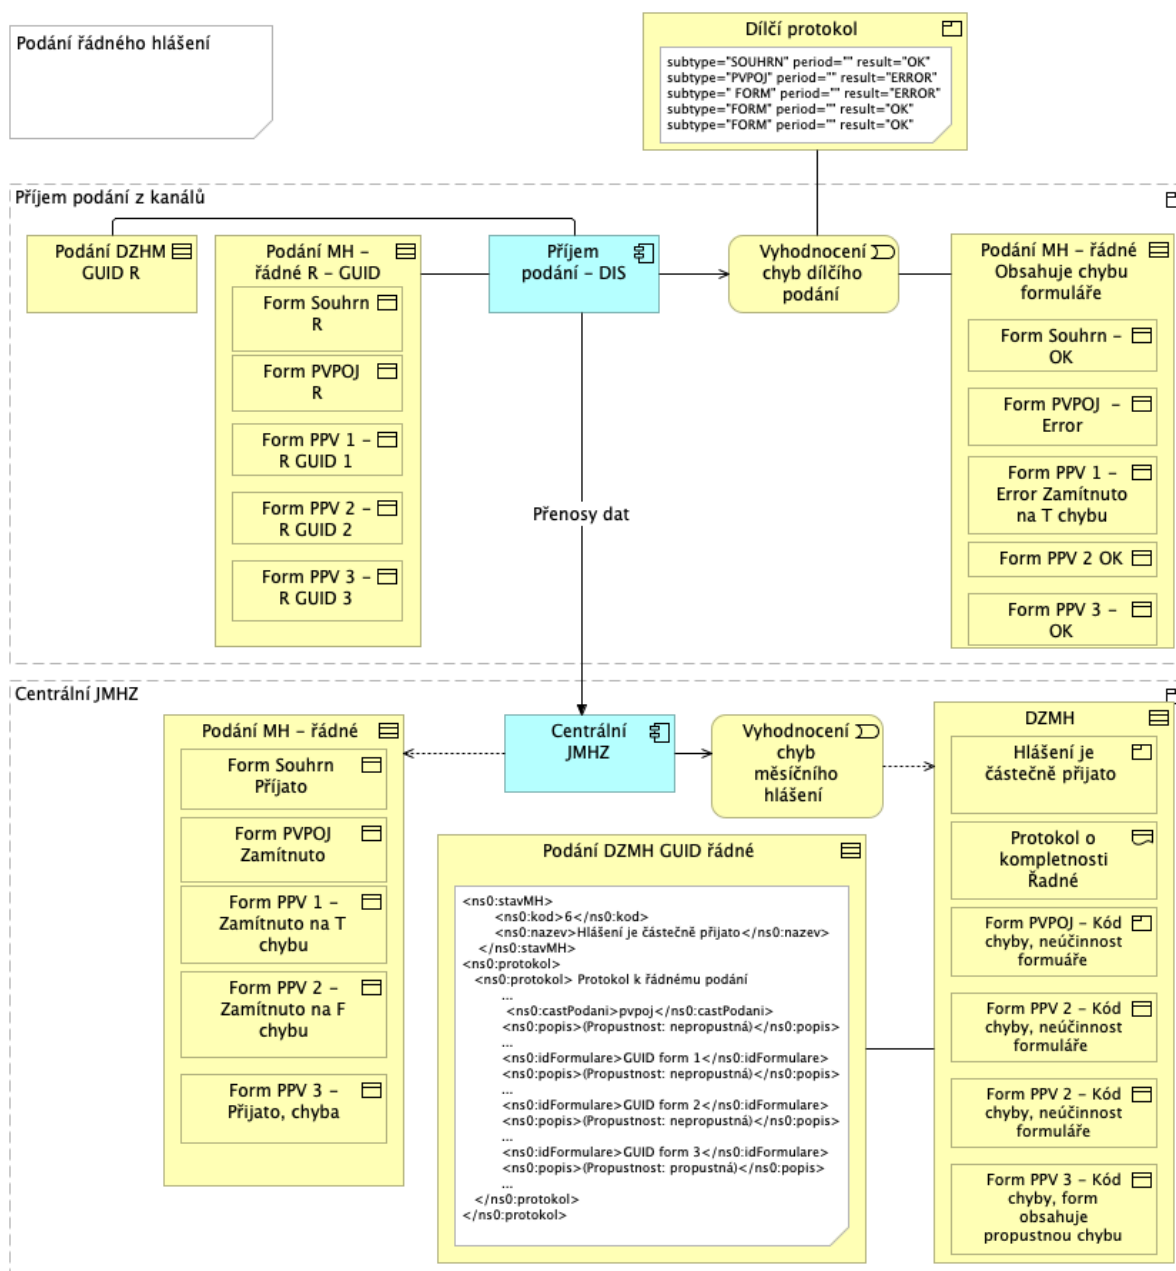 Podání řádného hlášení
Dílčí protokol
subtype="SOUHRN" period="" result="OK"
subtype="PVPOJ" period="" result="ERROR"
subtype=" FORM" period="" result="ERROR"
subtype="FORM" period="" result="OK"
subtype="FORM" period="" result="OK"
Příjem podání z kanálů
Podání DZHM
GUID R
Podání MH –
řádné R – GUID
Form Souhrn
R
Form PVPOJ
R
Form PPV 1 –
R GUID 1
Form PPV 2 –
R GUID 2
Form PPV 3 –
R GUID 3
Příjem
podání – DIS
Vyhodnocení
chyb dílčího
podání
Podání MH – řádné
Obsahuje chybu
formuláře
Form Souhrn –
OK
Form PVPOJ –
Error
Form PPV 1 –
Error Zamítnuto
na T chybu
Form PPV 2 OK
Form PPV 3 –
OK
Přenosy dat
Centrální JMHZ
Podání MH – řádné
Form Souhrn
Příjato
Form PVPOJ
Zamítnuto
Form PPV 1 –
Zamítnuto na T
chybu
Form PPV 2 –
Zamítnuto na F
chybu
Form PPV 3 –
Přijato, chyba
Centrální
JMHZ
Vyhodnocení
chyb
měsíčního
hlášení
Podání DZMH GUID řádné
<ns0:stavMH>
<ns0:kod>6</ns0:kod>
<ns0:nazev>Hlášení je částečně přijato</ns0:nazev>
</ns0:stavMH>
<ns0:protokol>
<ns0:protokol> Protokol k řádnému podání
...
<ns0:castPodani>pvpoj</ns0:castPodani>
<ns0:popis>(Propustnost: nepropustná)</ns0:popis>
...
<ns0:idFormulare>GUID form 1</ns0:idFormulare>
<ns0:popis>(Propustnost: nepropustná)</ns0:popis>
...
<ns0:idFormulare>GUID form 2</ns0:idFormulare>
<ns0:popis>(Propustnost: nepropustná)</ns0:popis>
...
<ns0:idFormulare>GUID form 3</ns0:idFormulare>
<ns0:popis>(Propustnost: propustná)</ns0:popis>
...
</ns0:protokol>
</ns0:protokol>
DZMH
Hlášení je
částečně přijato
Protokol o
kompletnosti
Řadné
Form PVPOJ – Kód
chyby, neúčinnost
formuáře
Form PPV 2 – Kód
chyby, neúčinnost
formuláře
Form PPV 2 – Kód
chyby, neúčinnost
formuláře
Form PPV 3 – Kód
chyby, form
obsahuje
propustnou chybu